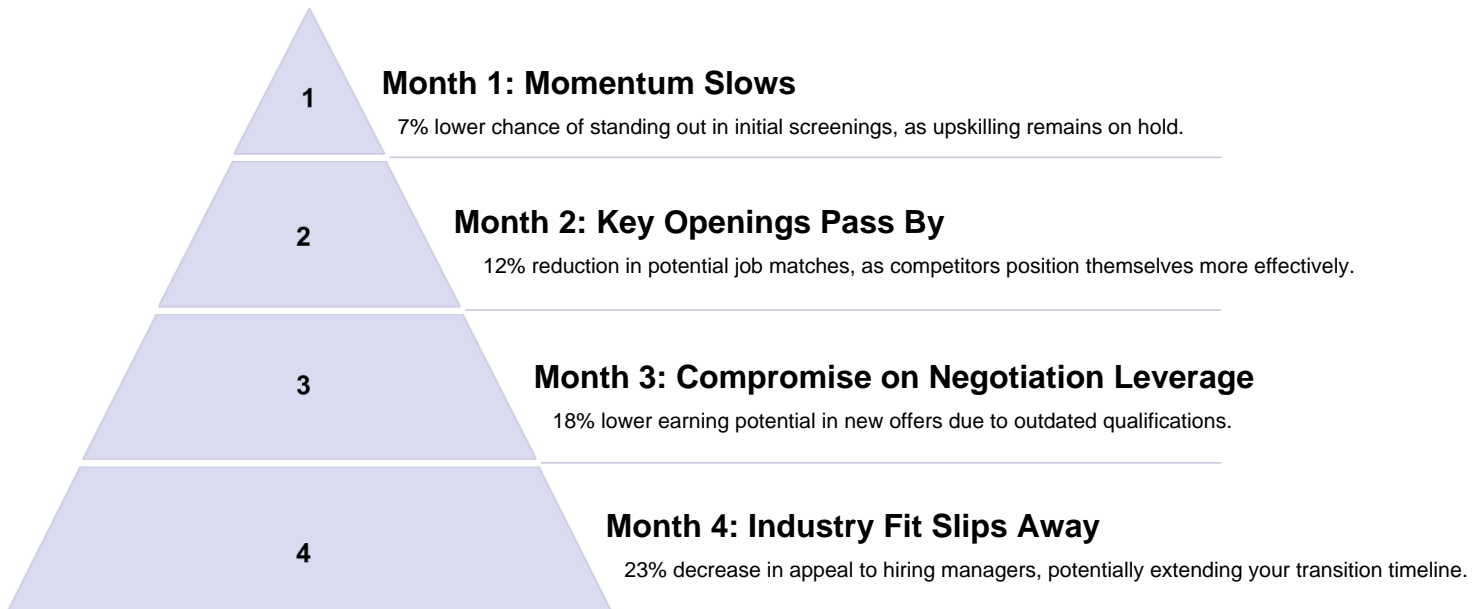 1
Month 1: Momentum Slows
7% lower chance of standing out in initial screenings, as upskilling remains on hold.
2
Month 2: Key Openings Pass By
12% reduction in potential job matches, as competitors position themselves more effectively.
3
Month 3: Compromise on Negotiation Leverage
18% lower earning potential in new offers due to outdated qualifications.
4
Month 4: Industry Fit Slips Away
23% decrease in appeal to hiring managers, potentially extending your transition timeline.